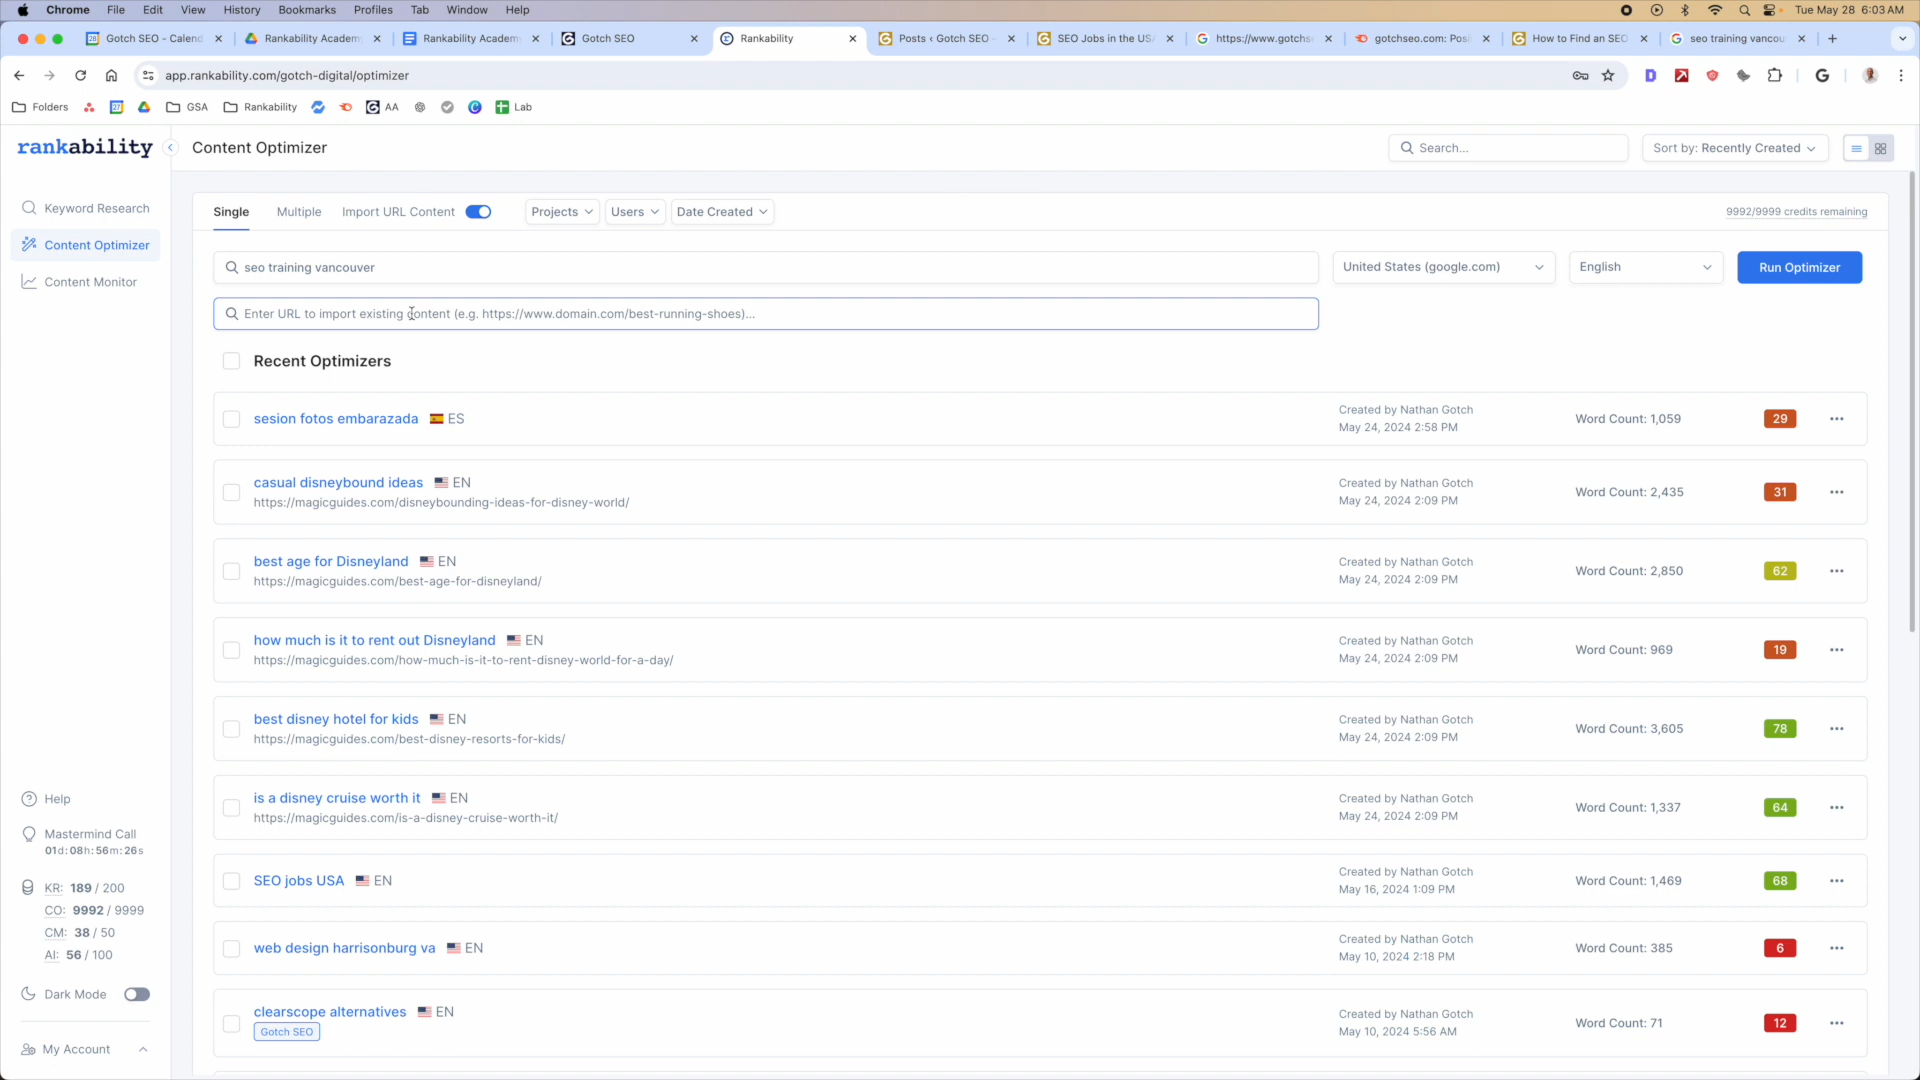 Chrome File Edit View History Bookmarks Profiles Tab Window Help Tue May 28 6:03 AM
Gotch SEO - Calend Rankability Academ Rankability Academ Gotch SEO Rankability Posts ‹ Gotch SEO - SEO Jobs in the US https://www.gotchs gotchseo.com: Posi How to Find an SEO seo training vancou
app.rankability.com/gotch-digital/optimizer
Folders GSA Rankability AA Lab
rankability
Content Optimizer
Search...
Sort by: Recently Created
Keyword Research
Content Optimizer
Content Monitor
Single Multiple Import URL Content Projects Users Date Created 9992/9999 credits remaining
seo training vancouver United States (google.com) English Run Optimizer
Enter URL to import existing content (e.g. https://www.domain.com/best-running-shoes)...
Recent Optimizers
sesion fotos embarazada ES
Created by Nathan Gotch
May 24, 2024 2:58 PM
Word Count: 1,059
29
casual disneybound ideas EN
https://magicguides.com/disneybounding-ideas-for-disney-world/
Created by Nathan Gotch
May 24, 2024 2:09 PM
Word Count: 2,435
31
best age for Disneyland EN
https://magicguides.com/best-age-for-disneyland/
Created by Nathan Gotch
May 24, 2024 2:09 PM
Word Count: 2,850
62
how much is it to rent out Disneyland EN
https://magicguides.com/how-much-is-it-to-rent-disney-world-for-a-day/
Created by Nathan Gotch
May 24, 2024 2:09 PM
Word Count: 969
19
best disney hotel for kids EN
https://magicguides.com/best-disney-resorts-for-kids/
Created by Nathan Gotch
May 24, 2024 2:09 PM
Word Count: 3,605
78
is a disney cruise worth it EN
https://magicguides.com/is-a-disney-cruise-worth-it/
Created by Nathan Gotch
May 24, 2024 2:09 PM
Word Count: 1,337
64
SEO jobs USA EN
Created by Nathan Gotch
May 16, 2024 1:09 PM
Word Count: 1,469
68
web design harrisonburg va EN
Created by Nathan Gotch
May 10, 2024 2:18 PM
Word Count: 385
6
clearscope alternatives EN
Gotch SEO
Created by Nathan Gotch
May 10, 2024 5:56 AM
Word Count: 71
12
Help
Mastermind Call
01d:08h:56m:26s
KR: 189 / 200
CO: 9992 / 9999
CM: 38 / 50
AI: 56 / 100
Dark Mode
My Account